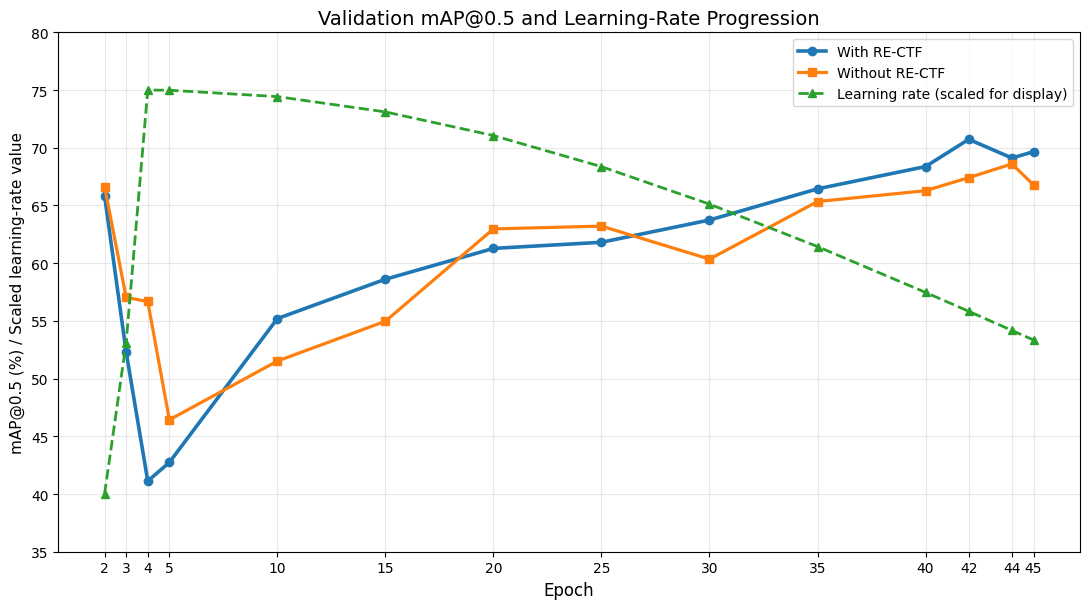 Validation mAP@0.5 and Learning-Rate Progression
With RE-CTF
Without RE-CTF
Learning rate (scaled for display)
mAP@0.5 (%) / Scaled learning-rate value
80
75
70
65
60
55
50
45
40
35
2 3 4 5 10 15 20 25 30 35 40 42 44 45
Epoch